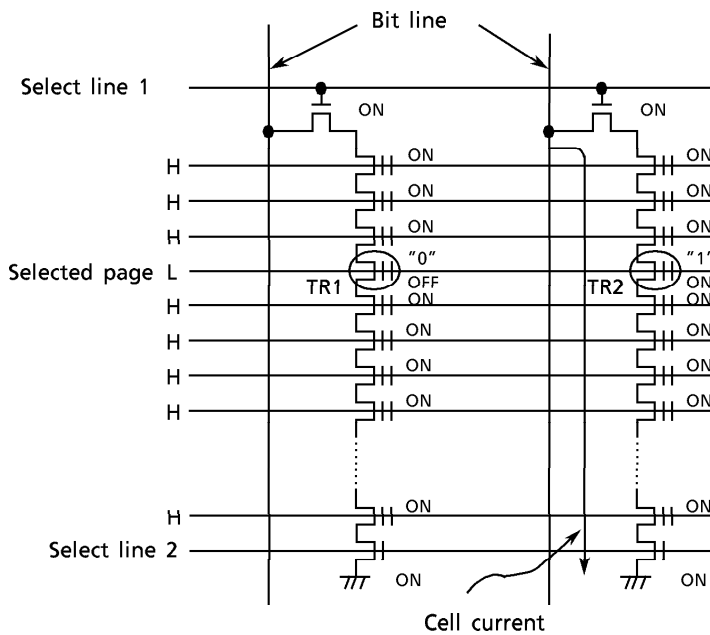 Bit line
Select line 1
ON ON
H ON ON
H ON ON
H ON ON
"0" "1"
Selected page L
TR1 OFF TR2 ON
H ON ON
H ON ON
H ON ON
H ON ON
H ON ON
Select line 2
ON ON
Cell current